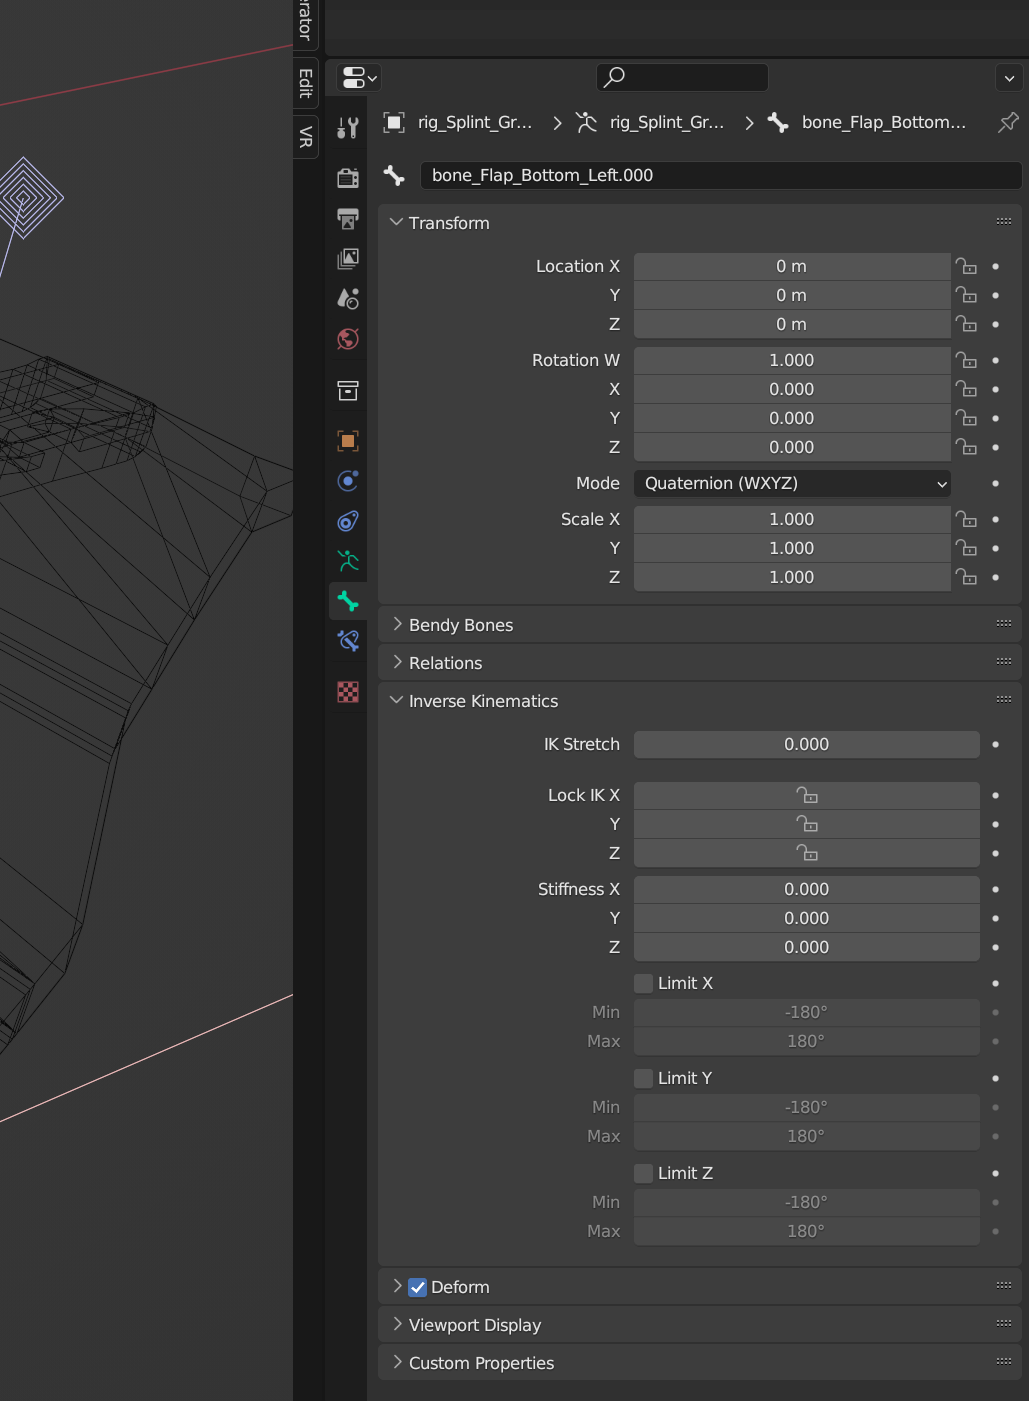 Edit
VR
rig_Splint_Gr...
rig_Splint_Gr...
bone_Flap_Bottom...
bone_Flap_Bottom_Left.000
Transform
Location X 0 m
Y 0 m
Z 0 m
Rotation W 1.000
X 0.000
Y 0.000
Z 0.000
Mode Quaternion (WXYZ)
Scale X 1.000
Y 1.000
Z 1.000
Bendy Bones
Relations
Inverse Kinematics
IK Stretch 0.000
Lock IK X
Y
Z
Stiffness X 0.000
Y 0.000
Z 0.000
Limit X
Min -180°
Max 180°
Limit Y
Min -180°
Max 180°
Limit Z
Min -180°
Max 180°
Deform
Viewport Display
Custom Properties